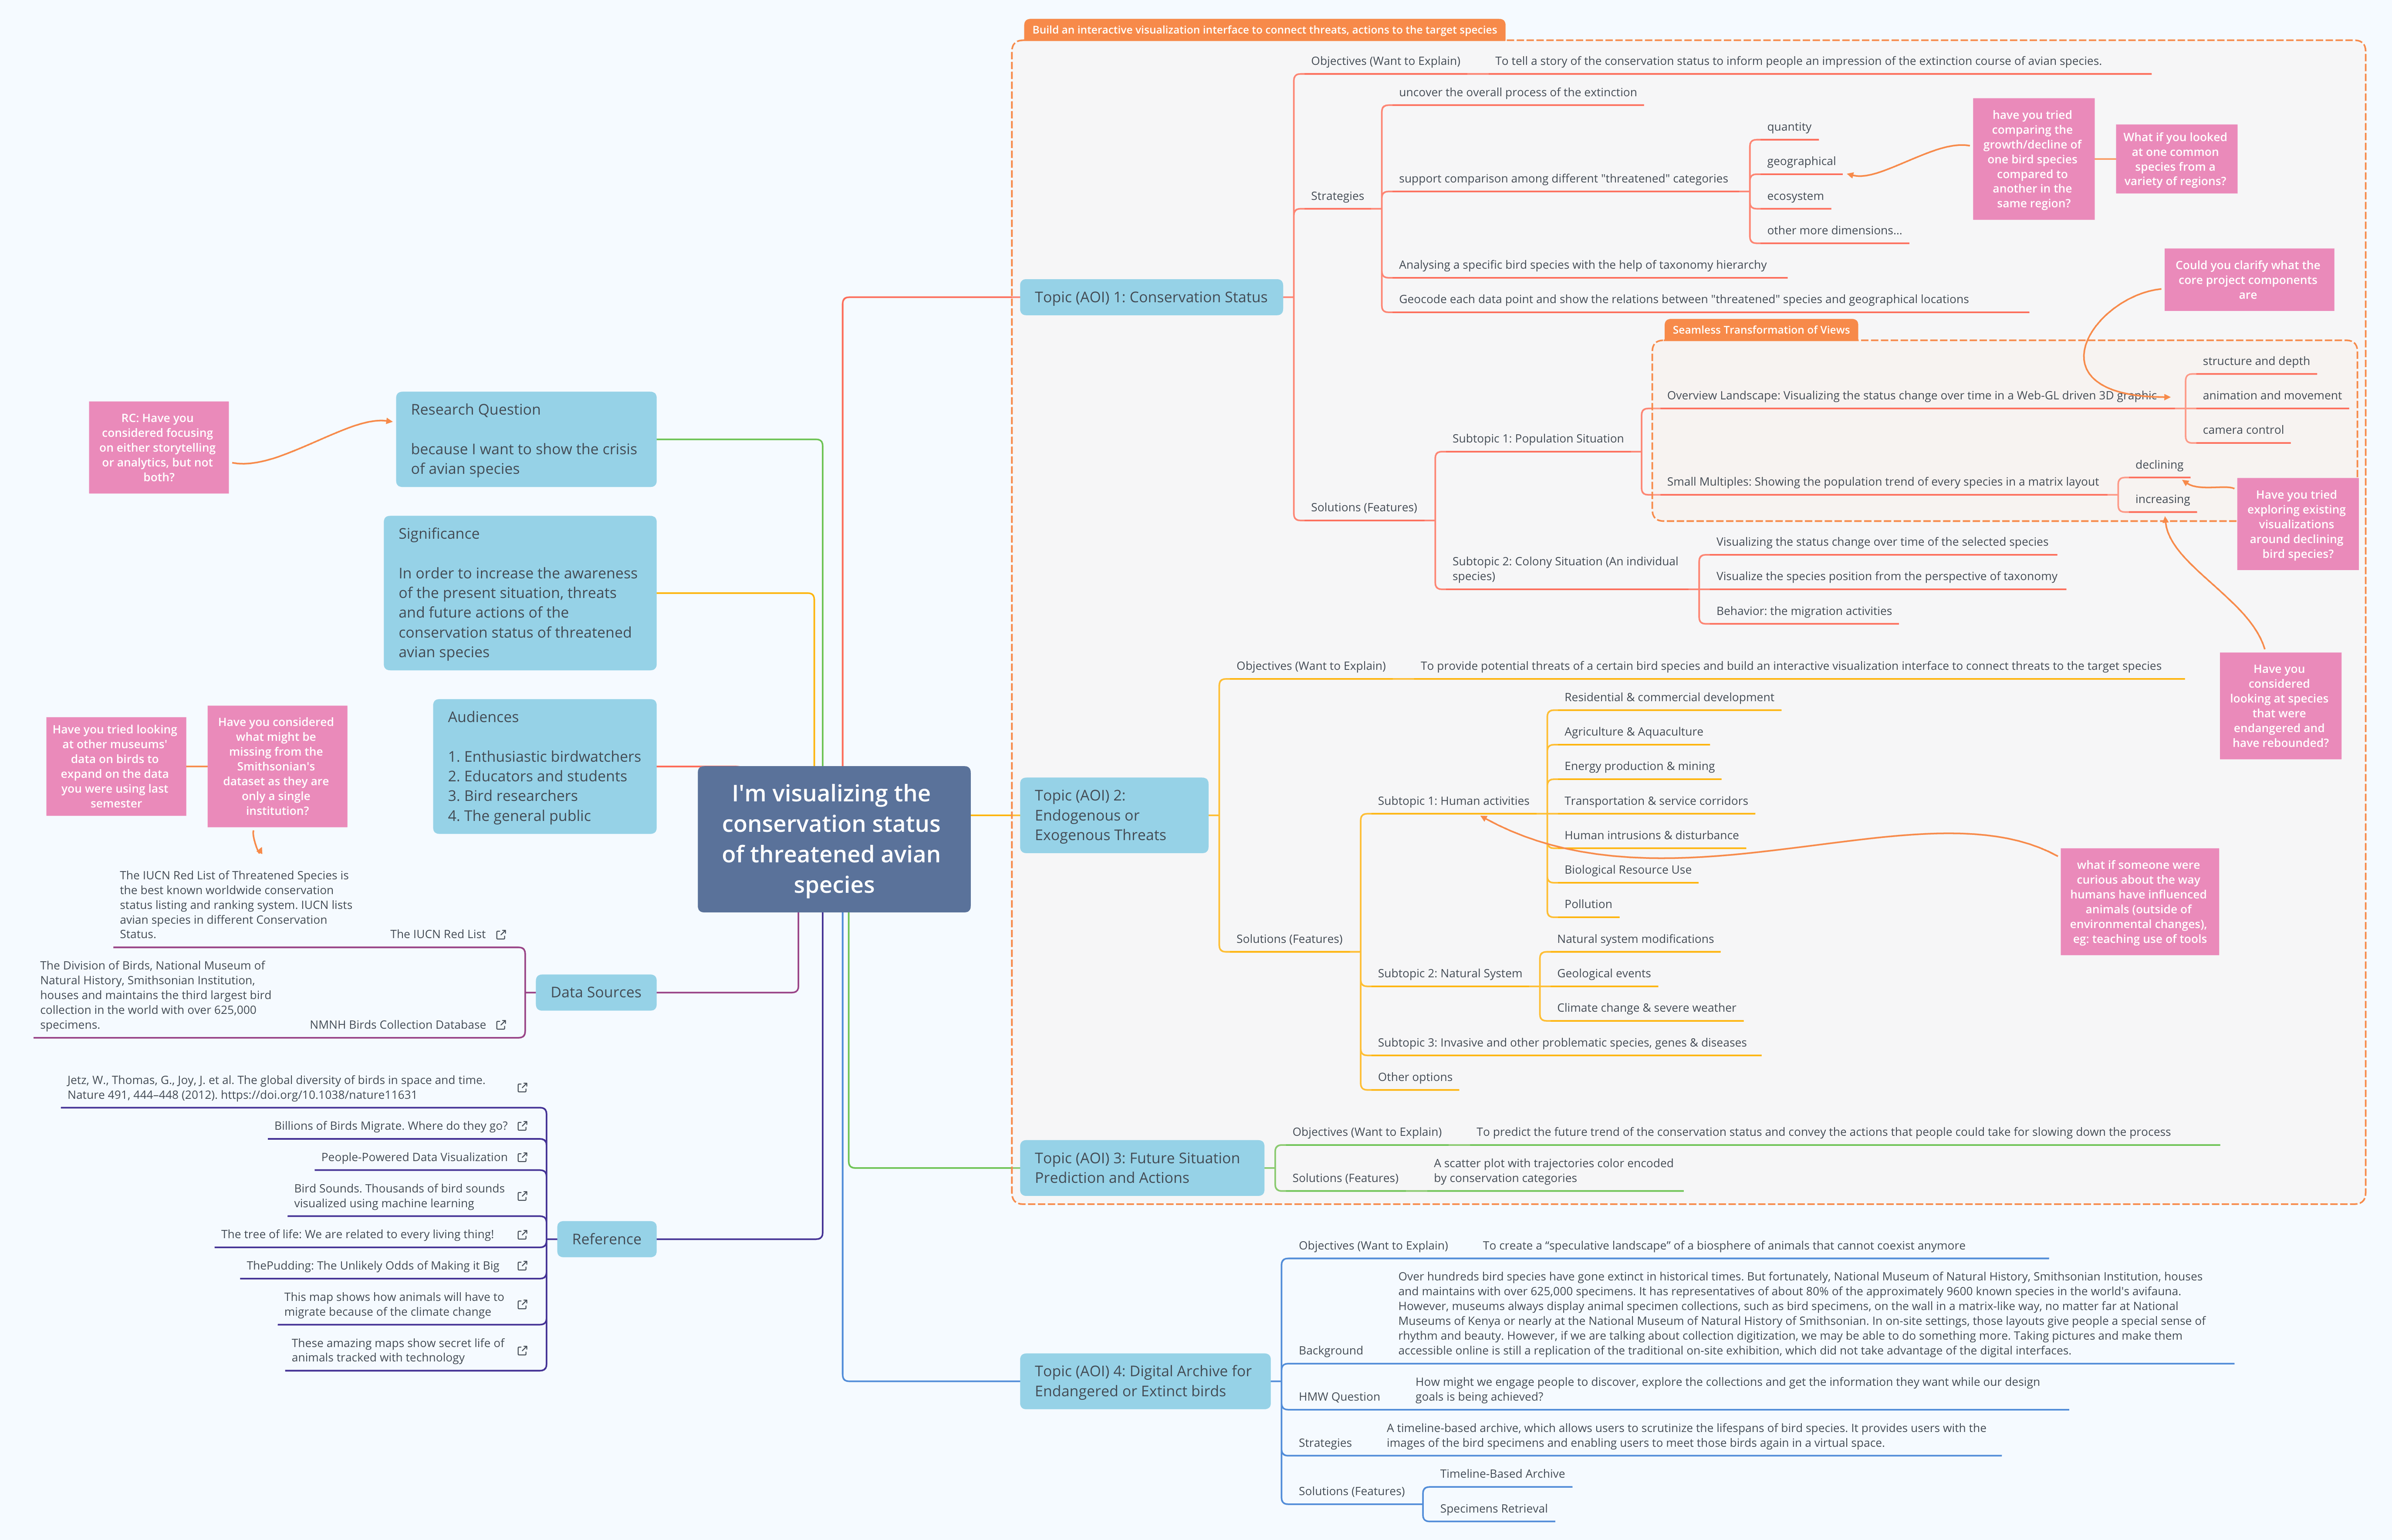 Build an interactive visualization interface to connect threats, actions to the target species
Objectives (Want to Explain)
To tell a story of the conservation status to inform people an impression of the extinction course of avian species.
uncover the overall process of the extinction
quantity
geographical
support comparison among different "threatened" categories
Strategies
ecosystem
other more dimensions...
have you tried
comparing the
growth/decline of
one bird species
compared to
another in the
same region?
What if you looked
at one common
species from a
variety of regions?
Analysing a specific bird species with the help of taxonomy hierarchy
Geocode each data point and show the relations between "threatened" species and geographical locations
Could you clarify what the
core project components
are
Topic (AOI) 1: Conservation Status
Seamless Transformation of Views
structure and depth
Overview Landscape: Visualizing the status change over time in a Web-GL driven 3D graphic
animation and movement
camera control
Subtopic 1: Population Situation
declining
Small Multiples: Showing the population trend of every species in a matrix layout
increasing
Have you tried
exploring existing
visualizations
around declining
bird species?
Solutions (Features)
Visualizing the status change over time of the selected species
Subtopic 2: Colony Situation (An individual
species)
Visualize the species position from the perspective of taxonomy
Behavior: the migration activities
Have you
considered
looking at species
that were
endangered and
have rebounded?
RC: Have you
considered focusing
on either storytelling
or analytics, but not
both?
Research Question
because I want to show the crisis
of avian species
Significance
In order to increase the awareness
of the present situation, threats
and future actions of the
conservation status of threatened
avian species
Audiences
1. Enthusiastic birdwatchers
2. Educators and students
3. Bird researchers
4. The general public
Have you tried looking
at other museums'
data on birds to
expand on the data
you were using last
semester
Have you considered
what might be
missing from the
Smithsonian's
dataset as they are
only a single
institution?
I'm visualizing the
conservation status
of threatened avian
species
The IUCN Red List of Threatened Species is
the best known worldwide conservation
status listing and ranking system. IUCN lists
avian species in different Conservation
Status.
The IUCN Red List
The Division of Birds, National Museum of
Natural History, Smithsonian Institution,
houses and maintains the third largest bird
collection in the world with over 625,000
specimens.
NMNH Birds Collection Database
Data Sources
Jetz, W., Thomas, G., Joy, J. et al. The global diversity of birds in space and time.
Nature 491, 444–448 (2012). https://doi.org/10.1038/nature11631
Billions of Birds Migrate. Where do they go?
People-Powered Data Visualization
Bird Sounds. Thousands of bird sounds
visualized using machine learning
The tree of life: We are related to every living thing!
Reference
ThePudding: The Unlikely Odds of Making it Big
This map shows how animals will have to
migrate because of the climate change
These amazing maps show secret life of
animals tracked with technology
Objectives (Want to Explain)
To provide potential threats of a certain bird species and build an interactive visualization interface to connect threats to the target species
Topic (AOI) 2:
Endogenous or
Exogenous Threats
Residential & commercial development
Agriculture & Aquaculture
Energy production & mining
Subtopic 1: Human activities
Transportation & service corridors
Human intrusions & disturbance
Biological Resource Use
Pollution
what if someone were
curious about the way
humans have influenced
animals (outside of
environmental changes),
eg: teaching use of tools
Solutions (Features)
Natural system modifications
Subtopic 2: Natural System
Geological events
Climate change & severe weather
Subtopic 3: Invasive and other problematic species, genes & diseases
Other options
Topic (AOI) 3: Future Situation
Prediction and Actions
Objectives (Want to Explain)
To predict the future trend of the conservation status and convey the actions that people could take for slowing down the process
Solutions (Features)
A scatter plot with trajectories color encoded
by conservation categories
Topic (AOI) 4: Digital Archive for
Endangered or Extinct birds
Objectives (Want to Explain)
To create a “speculative landscape” of a biosphere of animals that cannot coexist anymore
Background
Over hundreds bird species have gone extinct in historical times. But fortunately, National Museum of Natural History, Smithsonian Institution, houses
and maintains with over 625,000 specimens. It has representatives of about 80% of the approximately 9600 known species in the world's avifauna.
However, museums always display animal specimen collections, such as bird specimens, on the wall in a matrix-like way, no matter far at National
Museums of Kenya or nearly at the National Museum of Natural History of Smithsonian. In on-site settings, those layouts give people a special sense of
rhythm and beauty. However, if we are talking about collection digitization, we may be able to do something more. Taking pictures and make them
accessible online is still a replication of the traditional on-site exhibition, which did not take advantage of the digital interfaces.
HMW Question
How might we engage people to discover, explore the collections and get the information they want while our design
goals is being achieved?
Strategies
A timeline-based archive, which allows users to scrutinize the lifespans of bird species. It provides users with the
images of the bird specimens and enabling users to meet those birds again in a virtual space.
Solutions (Features)
Timeline-Based Archive
Specimens Retrieval